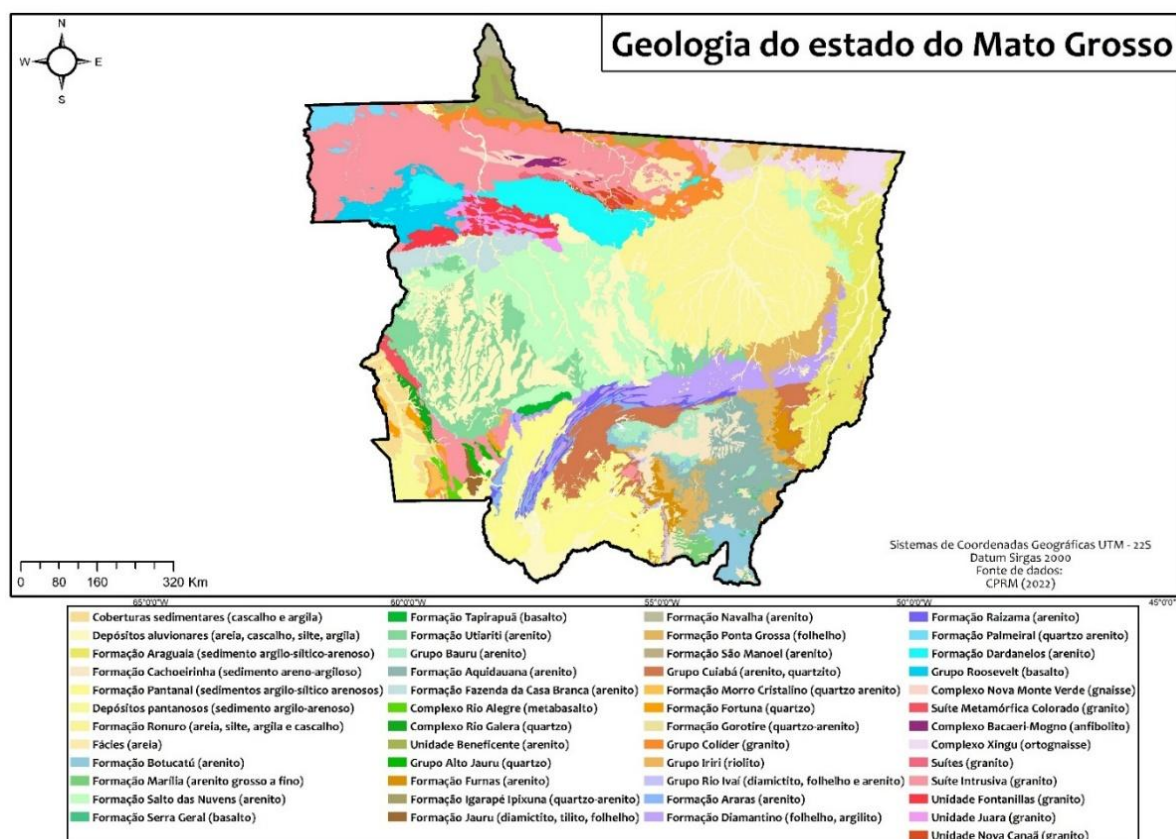 Geologia do estado do Mato Grosso
N
W E
S
0 80 160 320 Km
Sistemas de Coordenadas Geográficas UTM - 22S
Datum Sirgas 2000
Fonte de dados:
CPRM (2022)
65°0'0"W 60°0'0"W 55°0'0"W 50°0'0"W 45°0'0"
Coberturas sedimentares (cascalho e argila)
Depósitos aluvionares (areia, cascalho, silte, argila)
Formação Araguaia (sedimento argilo-síltico-arenoso)
Formação Cachoeirinha (sedimento areno-argiloso)
Formação Pantanal (sedimentos argilo-síltico arenosos)
Depósitos pantanosos (sedimento argilo-arenoso)
Formação Ronuro (areia, silte, argila e cascalho)
Fácies (areia)
Formação Botucatú (arenito)
Formação Marília (arenito grosso a fino)
Formação Salto das Nuvens (arenito)
Formação Serra Geral (basalto)
Formação Tapirapuã (basalto)
Formação Utiariti (arenito)
Grupo Bauru (arenito)
Formação Aquidauana (arenito)
Formação Fazenda da Casa Branca (arenito)
Complexo Rio Alegre (metabasalto)
Complexo Rio Galera (quartzo)
Unidade Beneficente (arenito)
Grupo Alto Jauru (quartzo)
Formação Furnas (arenito)
Formação Igarapé Ipixuna (quartzo-arenito)
Formação Jauru (diamictito, tilito, folhelho)
Formação Navalha (arenito)
Formação Ponta Grossa (folhelho)
Formação São Manoel (arenito)
Grupo Cuiabá (arenito, quartzito)
Formação Morro Cristalino (quartzo arenito)
Formação Fortuna (quartzo)
Formação Gorotire (quartzo-arenito)
Grupo Colíder (granito)
Grupo Iriri (riolito)
Grupo Rio Ivaí (diamictito, folhelho e arenito)
Formação Araras (arenito)
Formação Diamantino (folhelho, argilito)
Formação Raizama (arenito)
Formação Palmeiral (quartzo arenito)
Formação Dardanelos (arenito)
Grupo Roosevelt (basalto)
Complexo Nova Monte Verde (gnaisse)
Suíte Metamórfica Colorado (granito)
Complexo Bacaeri-Mogno (anfibolito)
Complexo Xingu (ortognaisse)
Suítes (granito)
Suíte Intrusiva (granito)
Unidade Fontanillas (granito)
Unidade Juara (granito)
Unidade Nova Canaã (granito)